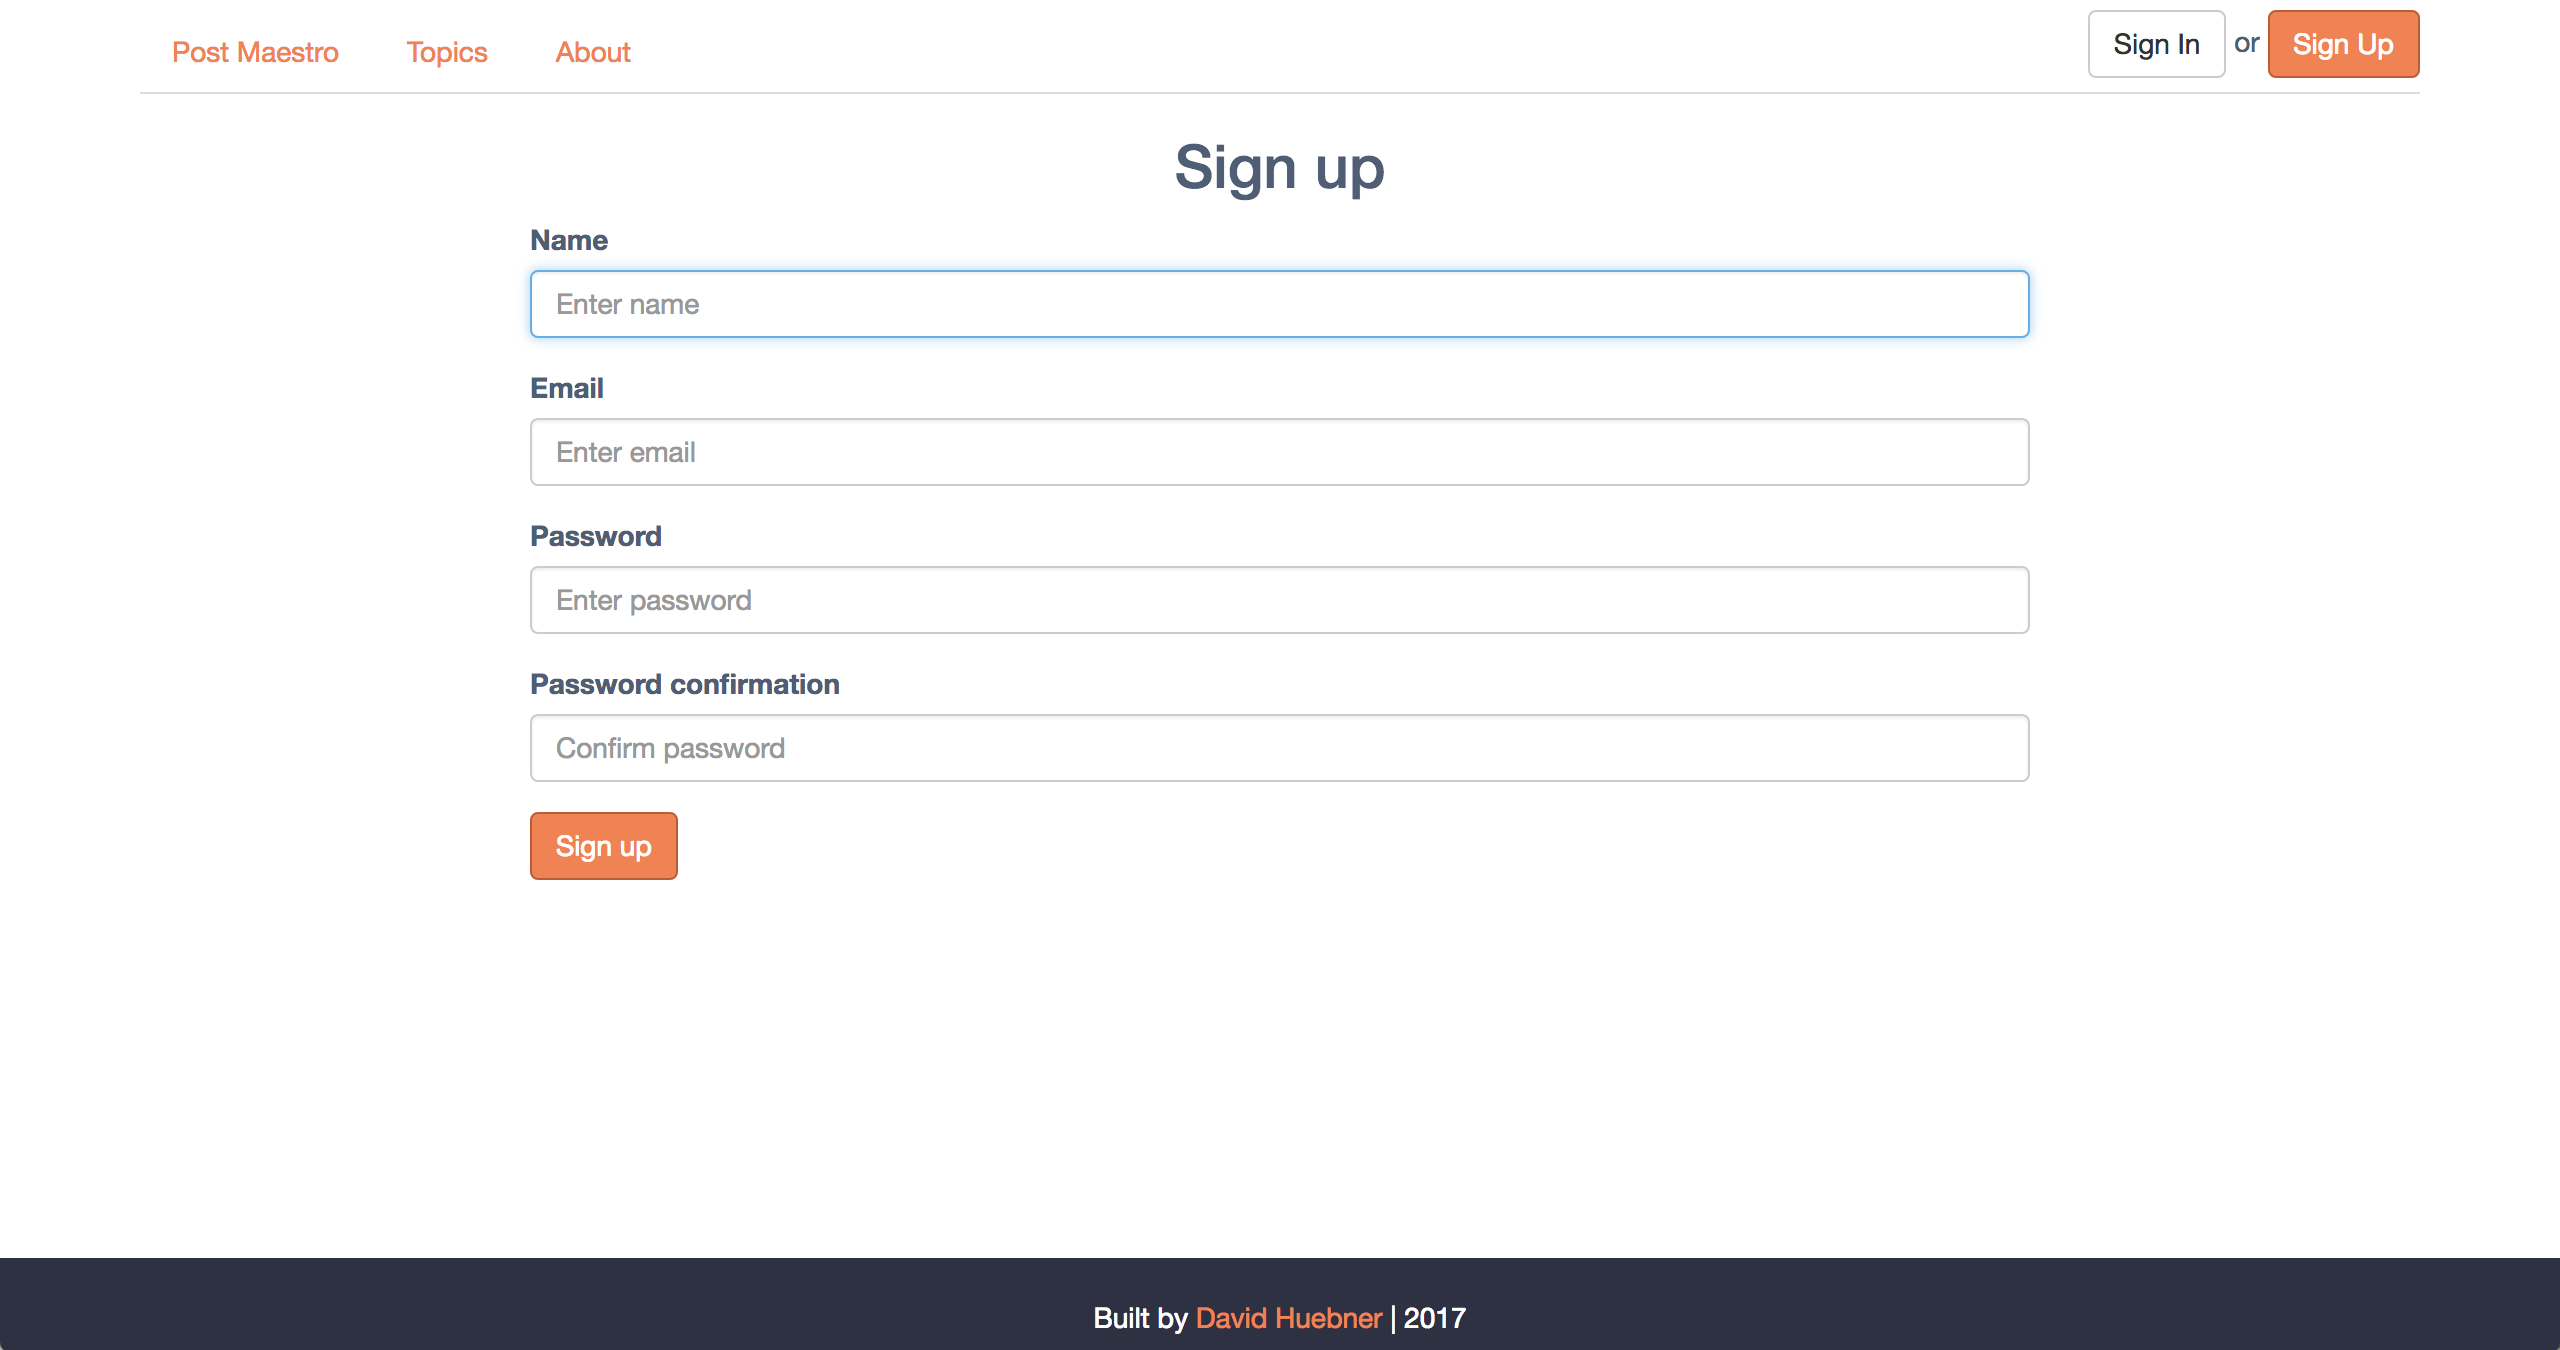 Post Maestro Topics About Sign In or Sign Up
Sign up
Name
Enter name
Email
Enter email
Password
Enter password
Password confirmation
Confirm password
Sign up
Built by David Huebner | 2017